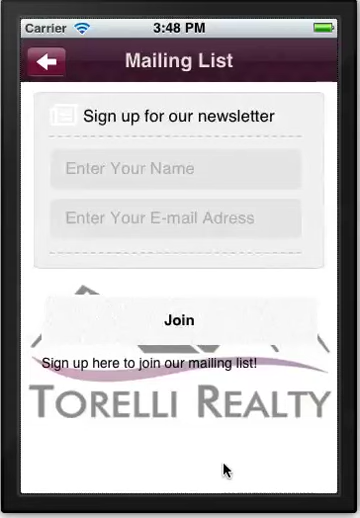 Carrier 3:48 PM
Mailing List
Sign up for our newsletter
Enter Your Name
Enter Your E-mail Adress
Join
Sign up here to join our mailing list!
TORELLI REALTY